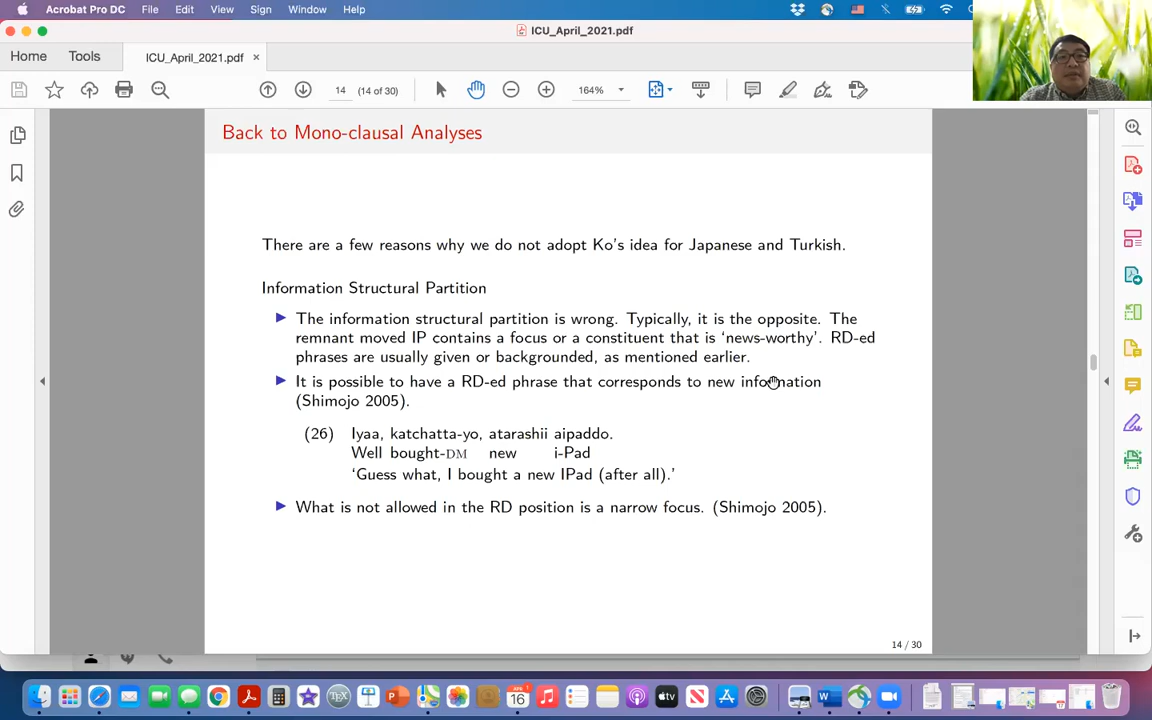 Acrobat Pro DC File Edit View Sign Window Help
ICU_April_2021.pdf
Home Tools ICU_April_2021.pdf ×
14 (14 of 30) 164%
Back to Mono-clausal Analyses
There are a few reasons why we do not adopt Ko's idea for Japanese and Turkish.
Information Structural Partition
▶ The information structural partition is wrong. Typically, it is the opposite. The
remnant moved IP contains a focus or a constituent that is 'news-worthy'. RD-ed
phrases are usually given or backgrounded, as mentioned earlier.
▶ It is possible to have a RD-ed phrase that corresponds to new information
(Shimojo 2005).
(26) Iyaa, katchatta-yo, atarashii aipaddo.
Well bought-DM new i-Pad
'Guess what, I bought a new IPad (after all).'
▶ What is not allowed in the RD position is a narrow focus. (Shimojo 2005).
14 / 30